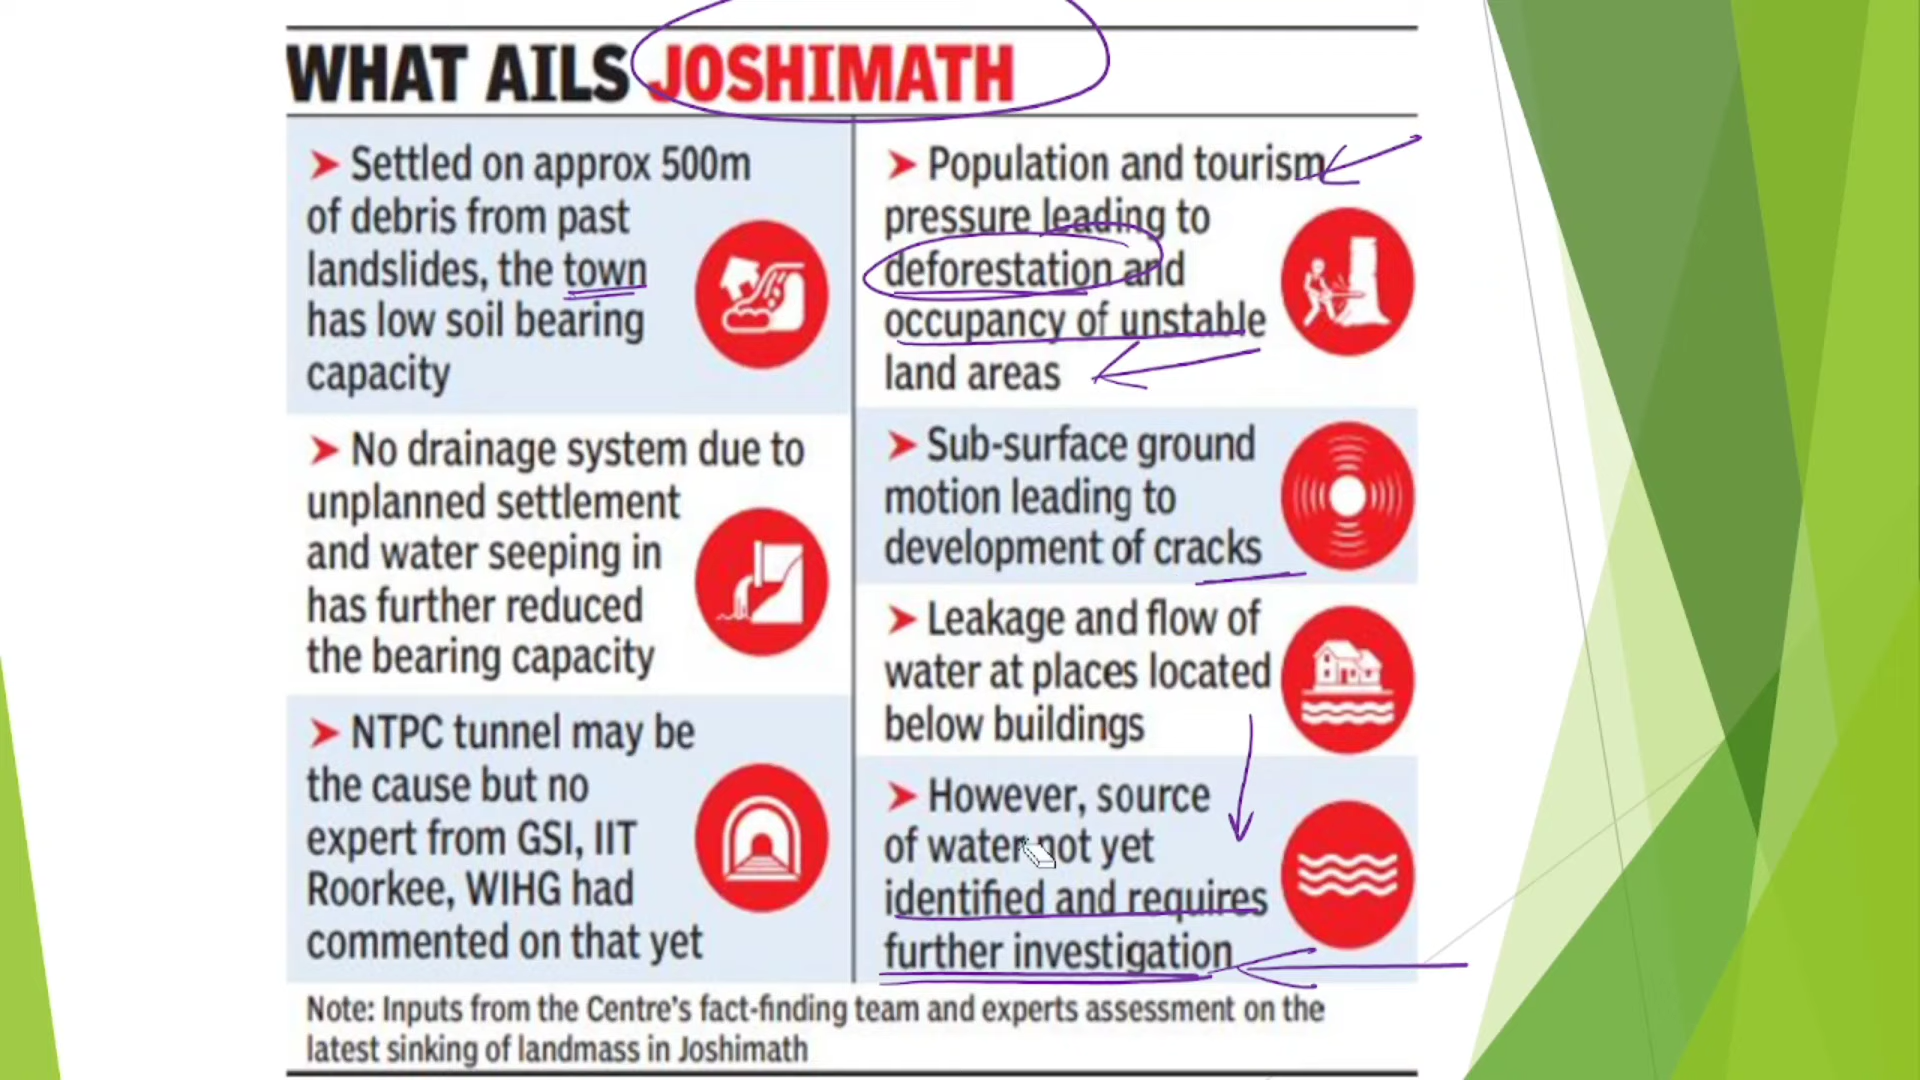 WHAT AILS JOSHIMATH
➤ Settled on approx 500m
of debris from past
landslides, the town
has low soil bearing
capacity
➤ No drainage system due to
unplanned settlement
and water seeping in
has further reduced
the bearing capacity
➤ NTPC tunnel may be
the cause but no
expert from GSI, IIT
Roorkee, WIHG had
commented on that yet
➤ Population and tourism
pressure leading to
deforestation and
occupancy of unstable
land areas
➤ Sub-surface ground
motion leading to
development of cracks
➤ Leakage and flow of
water at places located
below buildings
➤ However, source
of water not yet
identified and requires
further investigation
Note: Inputs from the Centre's fact-finding team and experts assessment on the
latest sinking of landmass in Joshimath